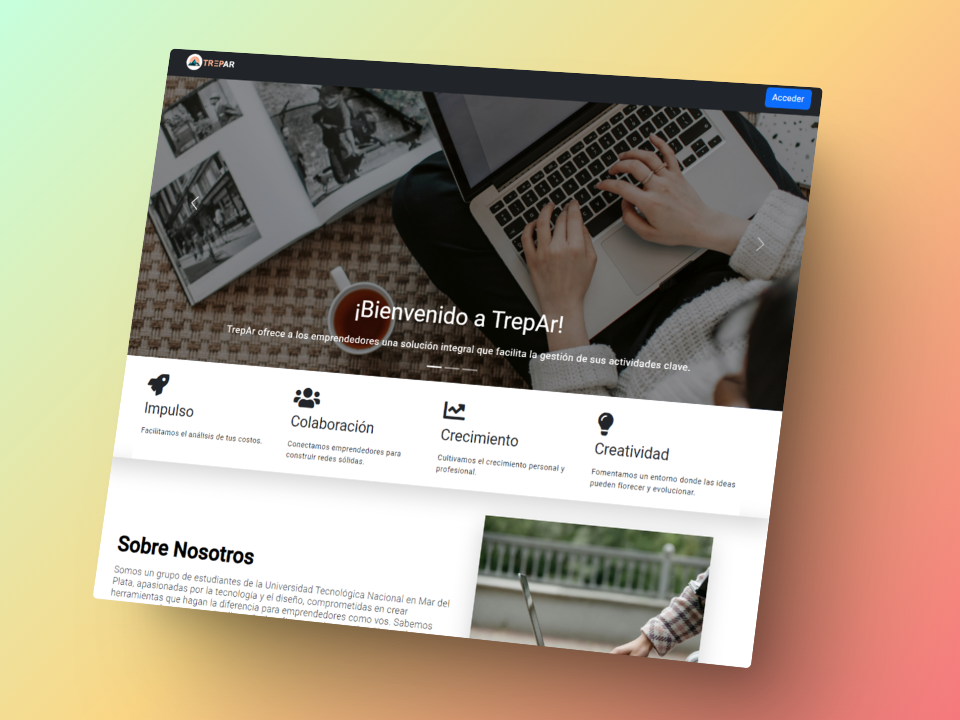 TREPAR
Acceder
¡Bienvenido a TrepAr!
TrepAr ofrece a los emprendedores una solución integral que facilita la gestión de sus actividades clave.
Impulso
Facilitamos el análisis de tus costos.
Colaboración
Conectamos emprendedores para
construir redes sólidas.
Crecimiento
Cultivamos el crecimiento personal y
profesional.
Creatividad
Fomentamos un entorno donde las ideas
pueden florecer y evolucionar.
Sobre Nosotros
Somos un grupo de estudiantes de la Universidad Tecnológica Nacional en Mar del
Plata, apasionadas por la tecnología y el diseño, comprometidas en crear
herramientas que hagan la diferencia para emprendedores como vos. Sabemos